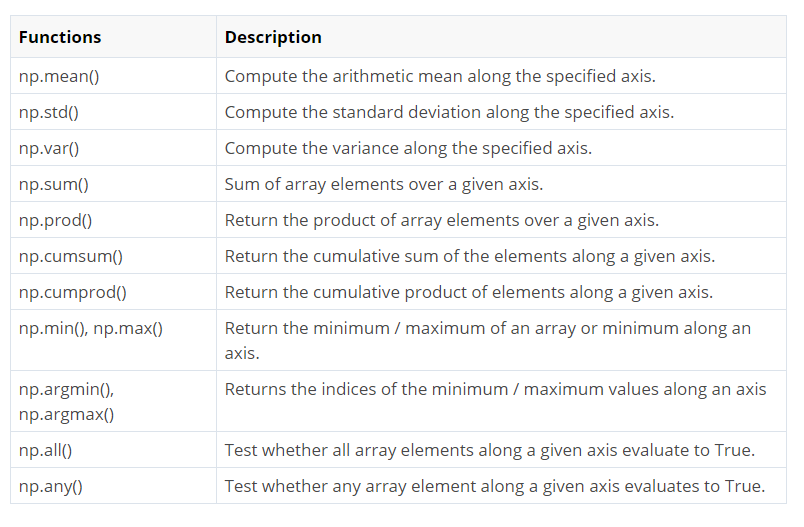 Functions Description
np.mean() Compute the arithmetic mean along the specified axis.
np.std() Compute the standard deviation along the specified axis.
np.var() Compute the variance along the specified axis.
np.sum() Sum of array elements over a given axis.
np.prod() Return the product of array elements over a given axis.
np.cumsum() Return the cumulative sum of the elements along a given axis.
np.cumprod() Return the cumulative product of elements along a given axis.
np.min(), np.max() Return the minimum / maximum of an array or minimum along an
axis.
np.argmin(), Returns the indices of the minimum / maximum values along an axis
np.argmax()
np.all() Test whether all array elements along a given axis evaluate to True.
np.any() Test whether any array element along a given axis evaluates to True.